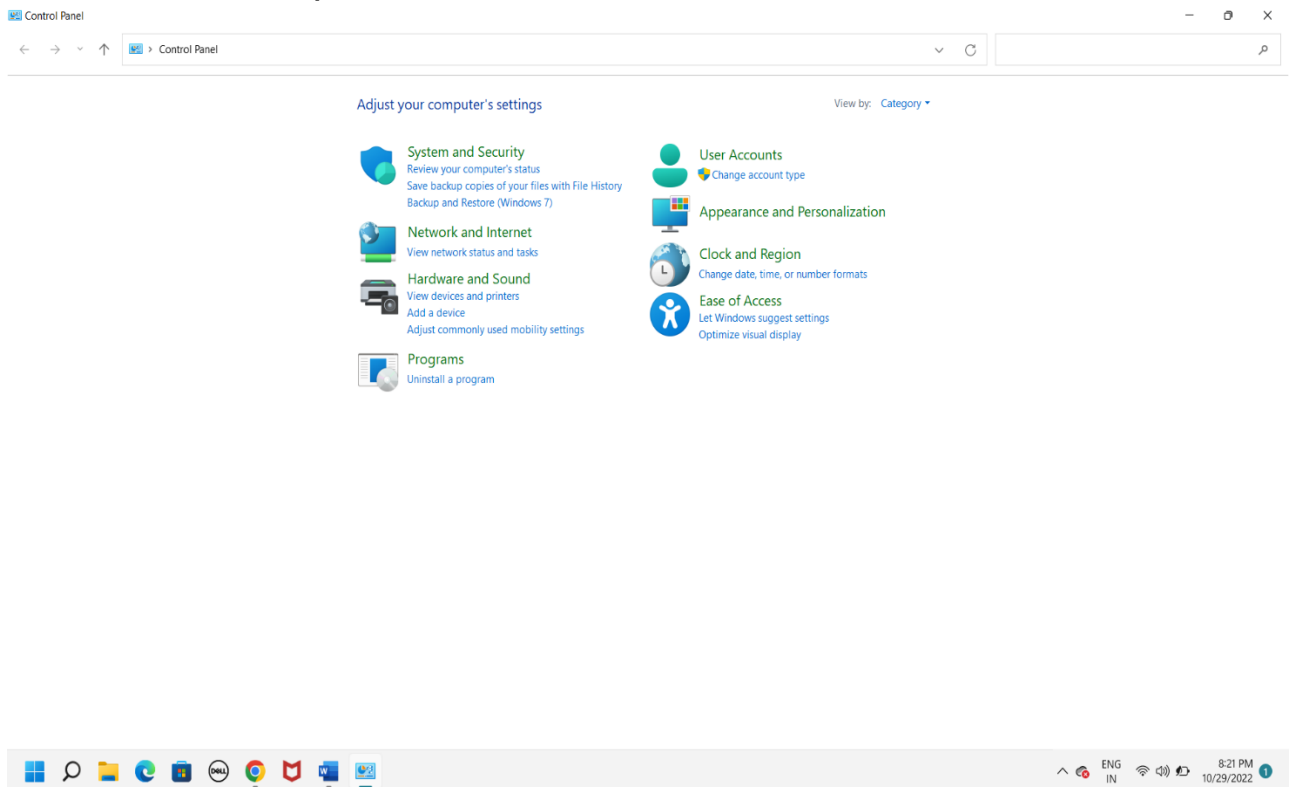 Control Panel
Control Panel
Adjust your computer's settings
View by: Category
System and Security
Review your computer's status
Save backup copies of your files with File History
Backup and Restore (Windows 7)
Network and Internet
View network status and tasks
Hardware and Sound
View devices and printers
Add a device
Adjust commonly used mobility settings
Programs
Uninstall a program
User Accounts
Change account type
Appearance and Personalization
Clock and Region
Change date, time, or number formats
Ease of Access
Let Windows suggest settings
Optimize visual display
DELL
ENG
IN
8:21 PM
10/29/2022
1